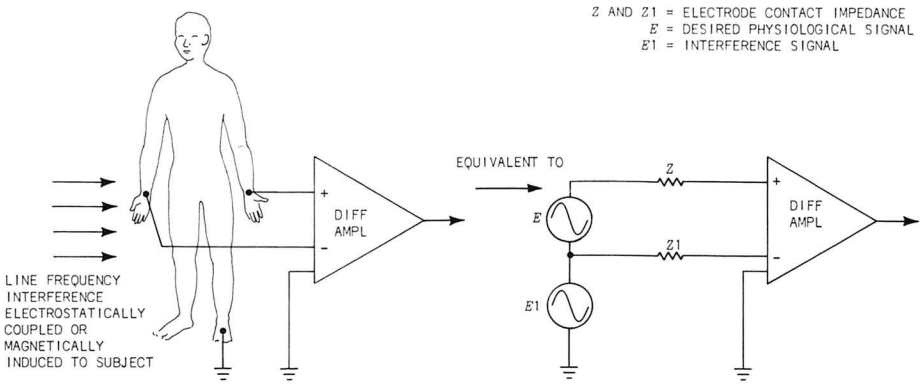 Z AND Z1 = ELECTRODE CONTACT IMPEDANCE
E = DESIRED PHYSIOLOGICAL SIGNAL
E1 = INTERFERENCE SIGNAL
EQUIVALENT TO
+
DIFF
AMPL
-
Z
+
E
DIFF
AMPL
Z1
-
E1
LINE FREQUENCY
INTERFERENCE
ELECTROSTATICALLY
COUPLED OR
MAGNETICALLY
INDUCED TO SUBJECT